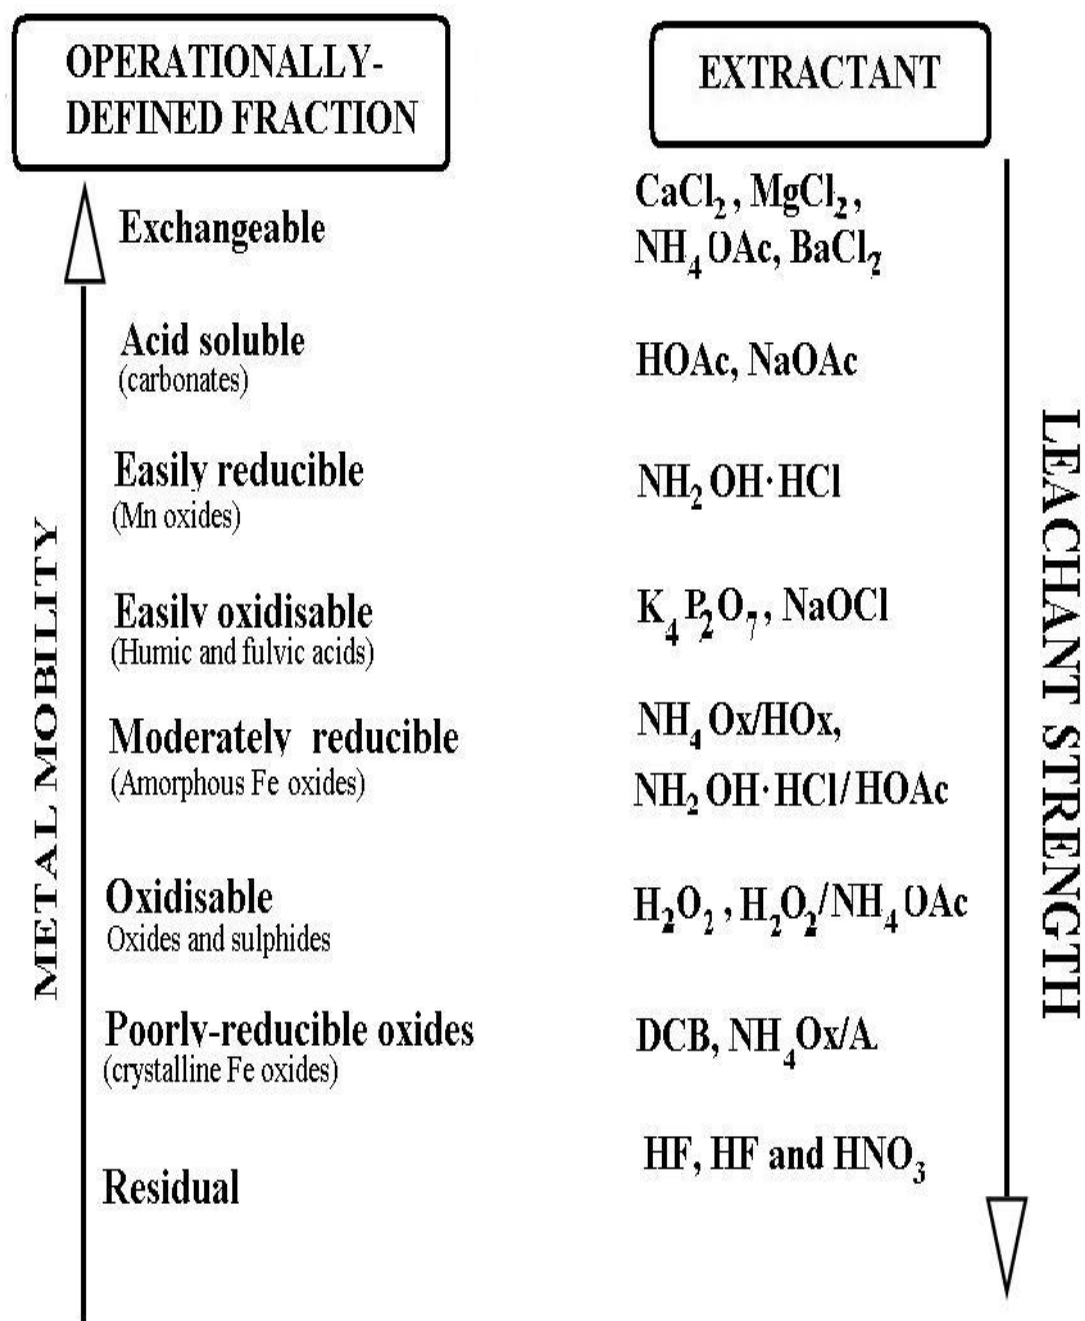 OPERATIONALLY-
DEFINED FRACTION
EXTRACTANT
Exchangeable
CaCl₂, MgCl₂,
NH₄OAc, BaCl₂
Acid soluble
(carbonates)
HOAc, NaOAc
Easily reducible
(Mn oxides)
NH₂OH·HCl
Easily oxidisable
(Humic and fulvic acids)
K₄P₂O₇, NaOCl
Moderately reducible
(Amorphous Fe oxides)
NH₄Ox/HOx,
NH₂OH·HCl/HOAc
Oxidisable
Oxides and sulphides
H₂O₂, H₂O₂/NH₄OAc
Poorly-reducible oxides
(crystalline Fe oxides)
DCB, NH₄Ox/A.
Residual
HF, HF and HNO₃
METAL MOBILITY
LEACHANT STRENGTH